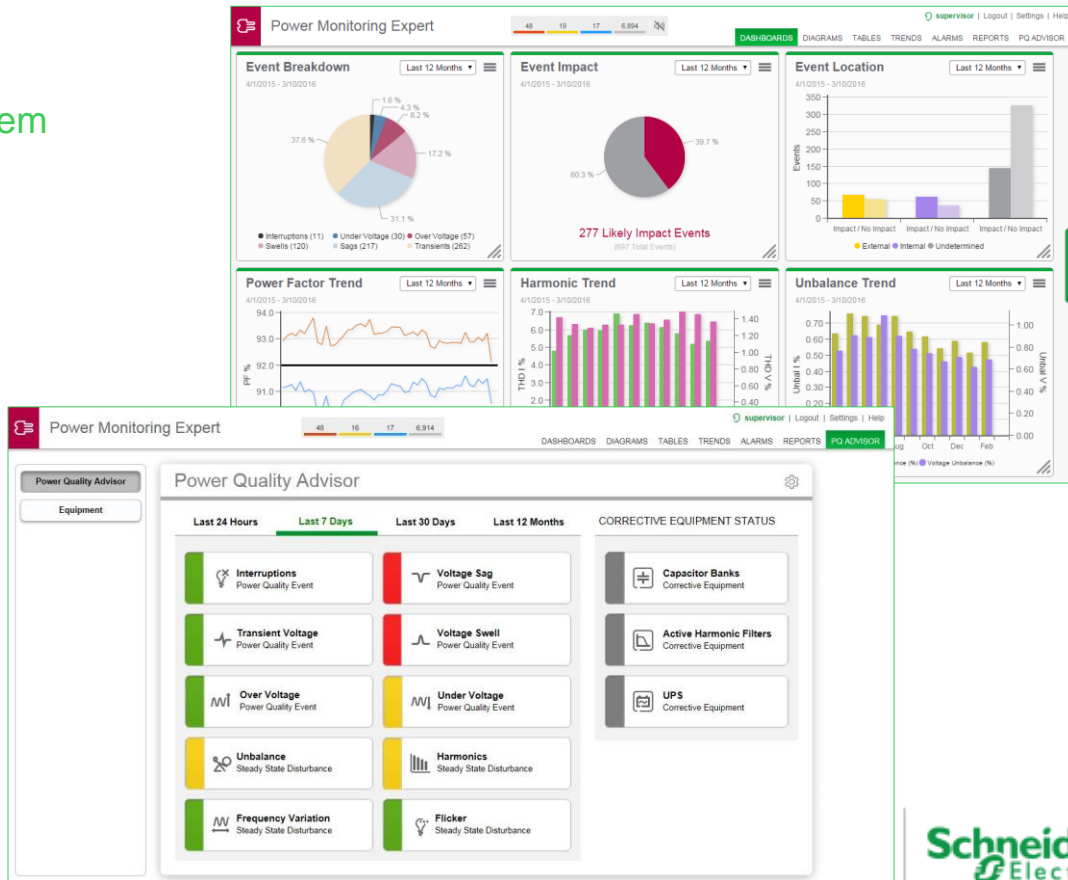 em
Power Monitoring Expert
48 19 17 6,894
supervisor | Logout | Settings | Help
DASHBOARDS DIAGRAMS TABLES TRENDS ALARMS REPORTS PQ ADVISOR
Event Breakdown
Last 12 Months
4/1/2015 - 3/10/2016
1.6 %
4.3 %
8.2 %
17.2 %
31.1 %
37.6 %
Interruptions (11) Under Voltage (30) Over Voltage (57)
Swells (120) Sags (217) Transients (262)
Event Impact
Last 12 Months
4/1/2015 - 3/10/2016
39.7 %
60.3 %
277 Likely Impact Events
(697 Total Events)
Event Location
Last 12 Months
4/1/2015 - 3/10/2016
Events
350
300
250
200
150
100
50
0
Impact / No Impact Impact / No Impact Impact / No Impact
External Internal Undetermined
Power Factor Trend
Last 12 Months
4/1/2015 - 3/10/2016
PF %
94.0
93.0
92.0
91.0
Harmonic Trend
Last 12 Months
4/1/2015 - 3/10/2016
THD I %
7.0
6.0
5.0
4.0
3.0
2.0
1.40
1.20
1.00
0.80
0.60
0.40
THD V %
Unbalance Trend
Last 12 Months
4/1/2015 - 3/10/2016
Unbal I %
0.70
0.60
0.50
0.40
0.30
0.20
1.00
0.80
0.60
0.40
0.20
0.00
Unbal V %
ug Oct Dec Feb
nce (%) Voltage Unbalance (%)
Power Monitoring Expert
48 16 17 6,914
supervisor | Logout | Settings | Help
DASHBOARDS DIAGRAMS TABLES TRENDS ALARMS REPORTS PQ ADVISOR
Power Quality Advisor
Equipment
Power Quality Advisor
Last 24 Hours Last 7 Days Last 30 Days Last 12 Months
Interruptions
Power Quality Event
Voltage Sag
Power Quality Event
Transient Voltage
Power Quality Event
Voltage Swell
Power Quality Event
Over Voltage
Power Quality Event
Under Voltage
Power Quality Event
Unbalance
Steady State Disturbance
Harmonics
Steady State Disturbance
Frequency Variation
Steady State Disturbance
Flicker
Steady State Disturbance
CORRECTIVE EQUIPMENT STATUS
Capacitor Banks
Corrective Equipment
Active Harmonic Filters
Corrective Equipment
UPS
Corrective Equipment
Schneid
Elect